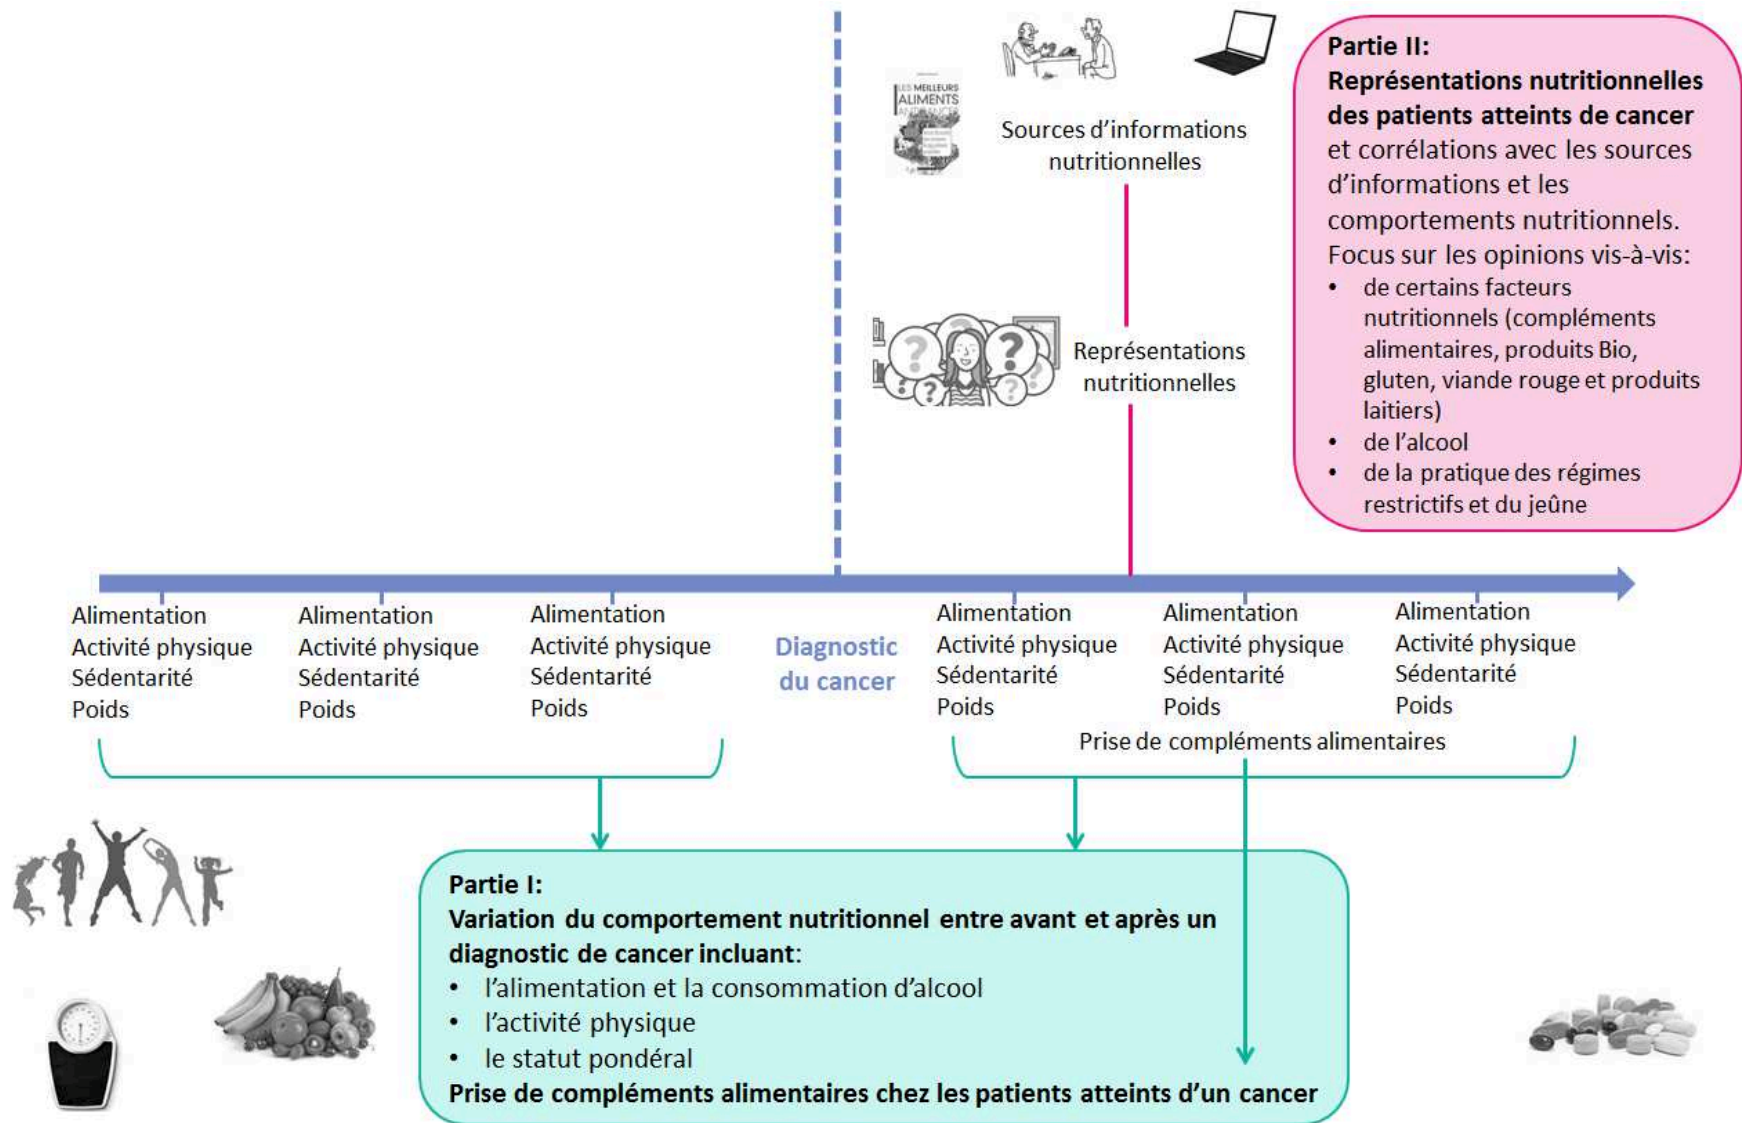 LES MEILLEURS
ALIMENTS
ANTICANCER
Sources d'informations
nutritionnelles
Représentations
nutritionnelles
Partie II:
Représentations nutritionnelles
des patients atteints de cancer
et corrélations avec les sources
d'informations et les
comportements nutritionnels.
Focus sur les opinions vis-à-vis:
• de certains facteurs
nutritionnels (compléments
alimentaires, produits Bio,
gluten, viande rouge et produits
laitiers)
• de l'alcool
• de la pratique des régimes
restrictifs et du jeûne
Alimentation
Activité physique
Sédentarité
Poids
Alimentation
Activité physique
Sédentarité
Poids
Alimentation
Activité physique
Sédentarité
Poids
Diagnostic
du cancer
Alimentation
Activité physique
Sédentarité
Poids
Alimentation
Activité physique
Sédentarité
Poids
Alimentation
Activité physique
Sédentarité
Poids
Prise de compléments alimentaires
Partie I:
Variation du comportement nutritionnel entre avant et après un
diagnostic de cancer incluant:
• l'alimentation et la consommation d'alcool
• l'activité physique
• le statut pondéral
Prise de compléments alimentaires chez les patients atteints d'un cancer